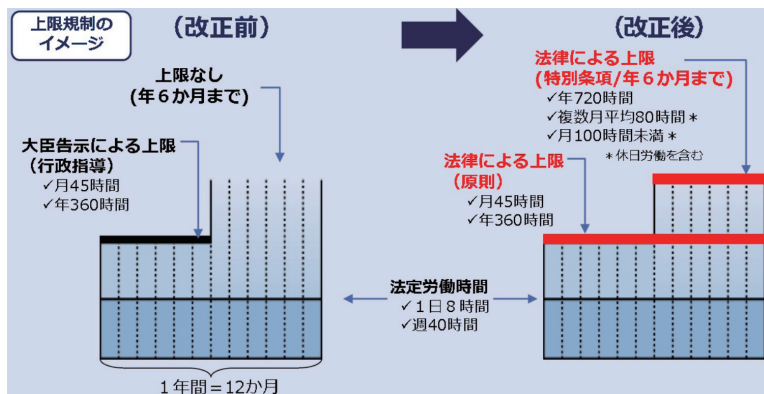 上限規制の
イメージ
（改正前）
（改正後）
上限なし
(年６か月まで)
大臣告示による上限
（行政指導）
✓月45時間
✓年360時間
法律による上限
(特別条項/年６か月まで)
✓年720時間
✓複数月平均80時間＊
✓月100時間未満＊
＊休日労働を含む
法律による上限
（原則）
✓月45時間
✓年360時間
法定労働時間
✓１日８時間
✓週40時間
１年間＝12か月